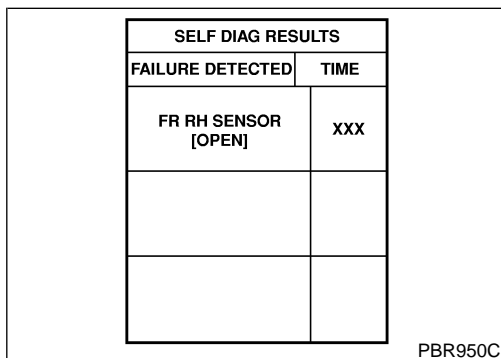 SELF DIAG RESULTS
FAILURE DETECTED TIME
FR RH SENSOR
[OPEN] XXX
PBR950C